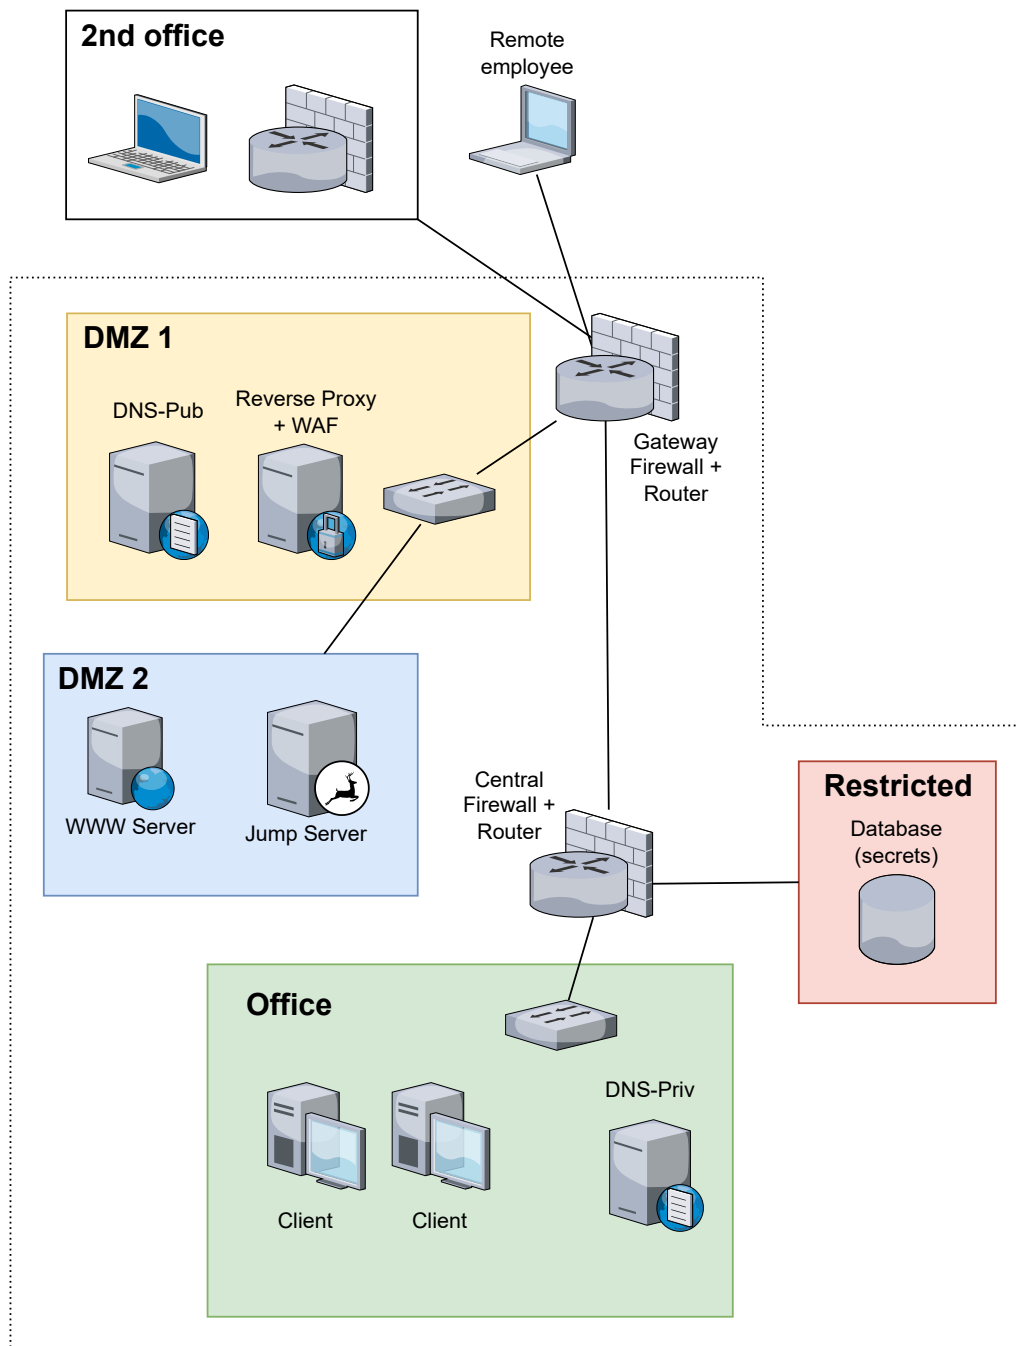 2nd office
Remote
employee
DMZ 1
DNS-Pub
Reverse Proxy
+ WAF
Gateway
Firewall +
Router
DMZ 2
WWW Server
Jump Server
Central
Firewall +
Router
Restricted
Database
(secrets)
Office
DNS-Priv
Client
Client